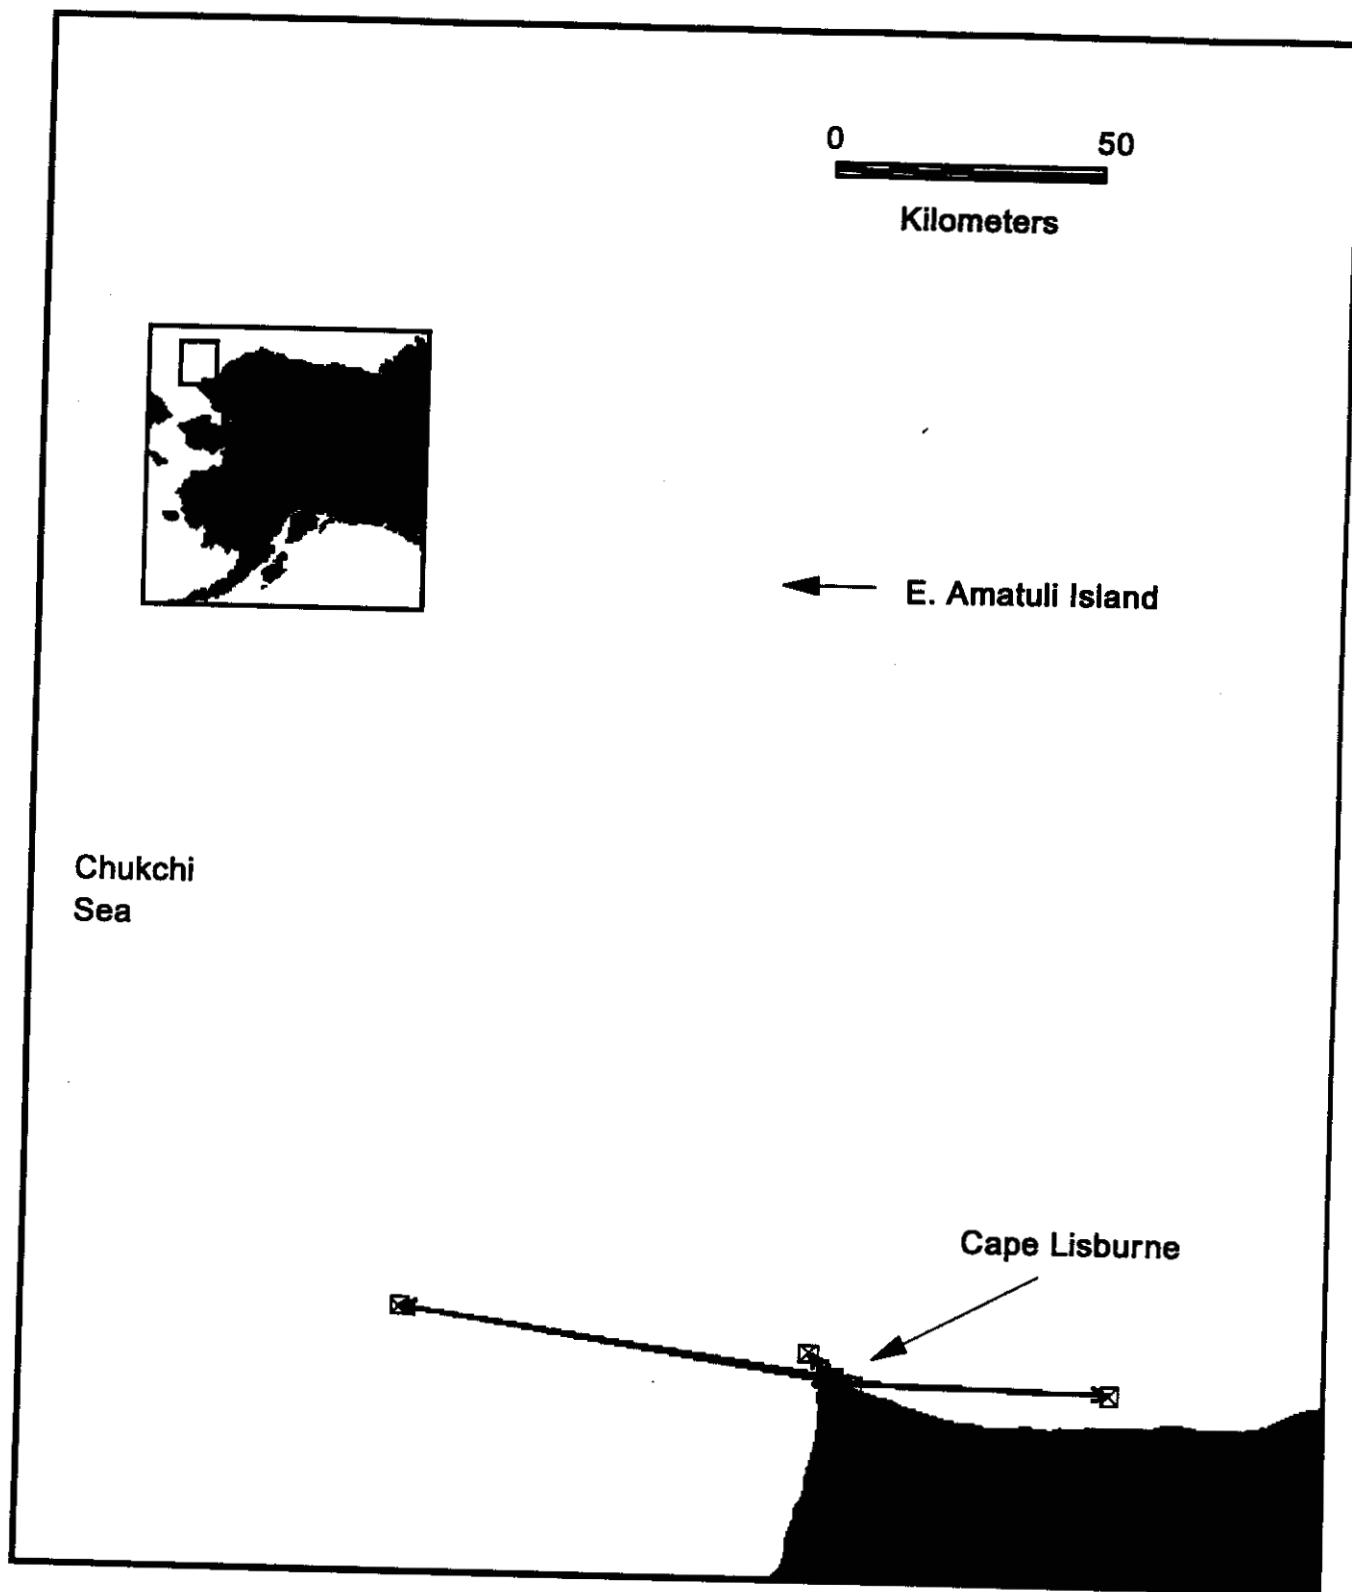 0 50
Kilometers
E. Amatuli Island
Chukchi
Sea
Cape Lisburne